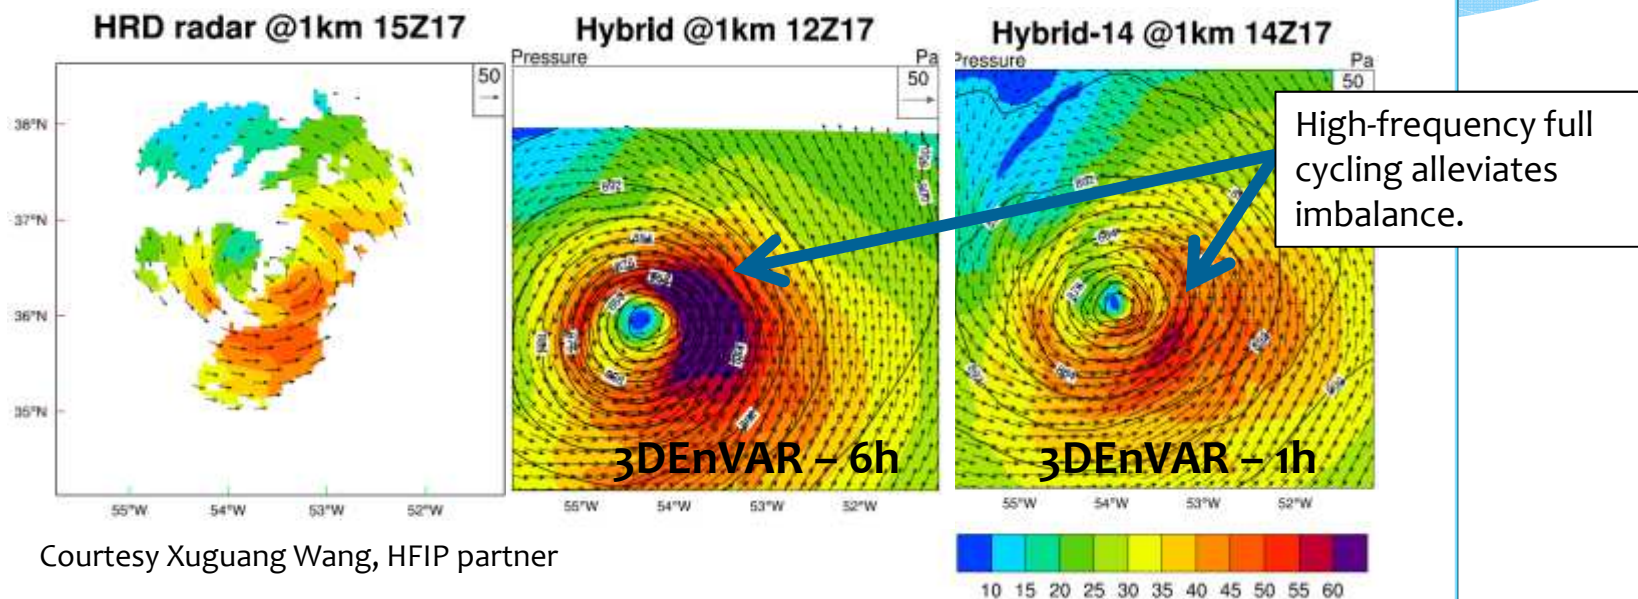 HRD radar @1km 15Z17
Hybrid @1km 12Z17
Hybrid-14 @1km 14Z17
Pressure Pa
Pressure Pa
50
50
50
High-frequency full
cycling alleviates
imbalance.
38°N
37°N
36°N
35°N
892
892
3DEnVAR – 6h
3DEnVAR – 1h
55°W 54°W 53°W 52°W
55°W 54°W 53°W 52°W
55°W 54°W 53°W 52°W
Courtesy Xuguang Wang, HFIP partner
10 15 20 25 30 35 40 45 50 55 60